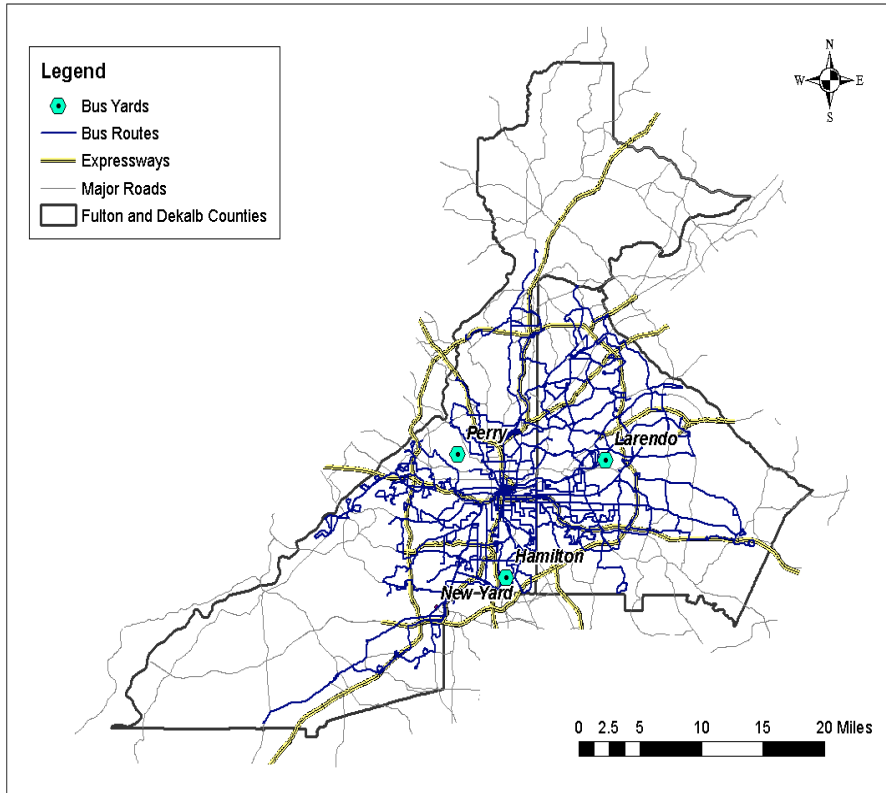 Legend
Bus Yards
Bus Routes
Expressways
Major Roads
Fulton and Dekalb Counties
N
W E
S
Perry
Larendo
Hamilton
New Yard
0 2.5 5 10 15 20 Miles